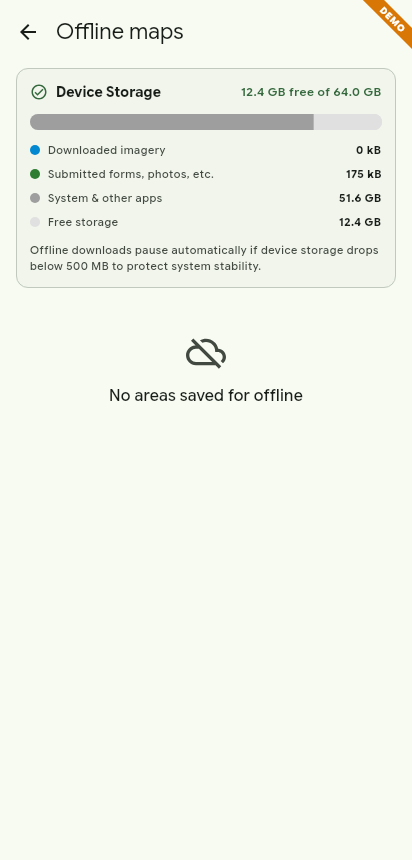 Offline maps
DEMO
Device Storage
12.4 GB free of 64.0 GB
Downloaded imagery
0 kB
Submitted forms, photos, etc.
175 kB
System & other apps
51.6 GB
Free storage
12.4 GB
Offline downloads pause automatically if device storage drops
below 500 MB to protect system stability.
No areas saved for offline